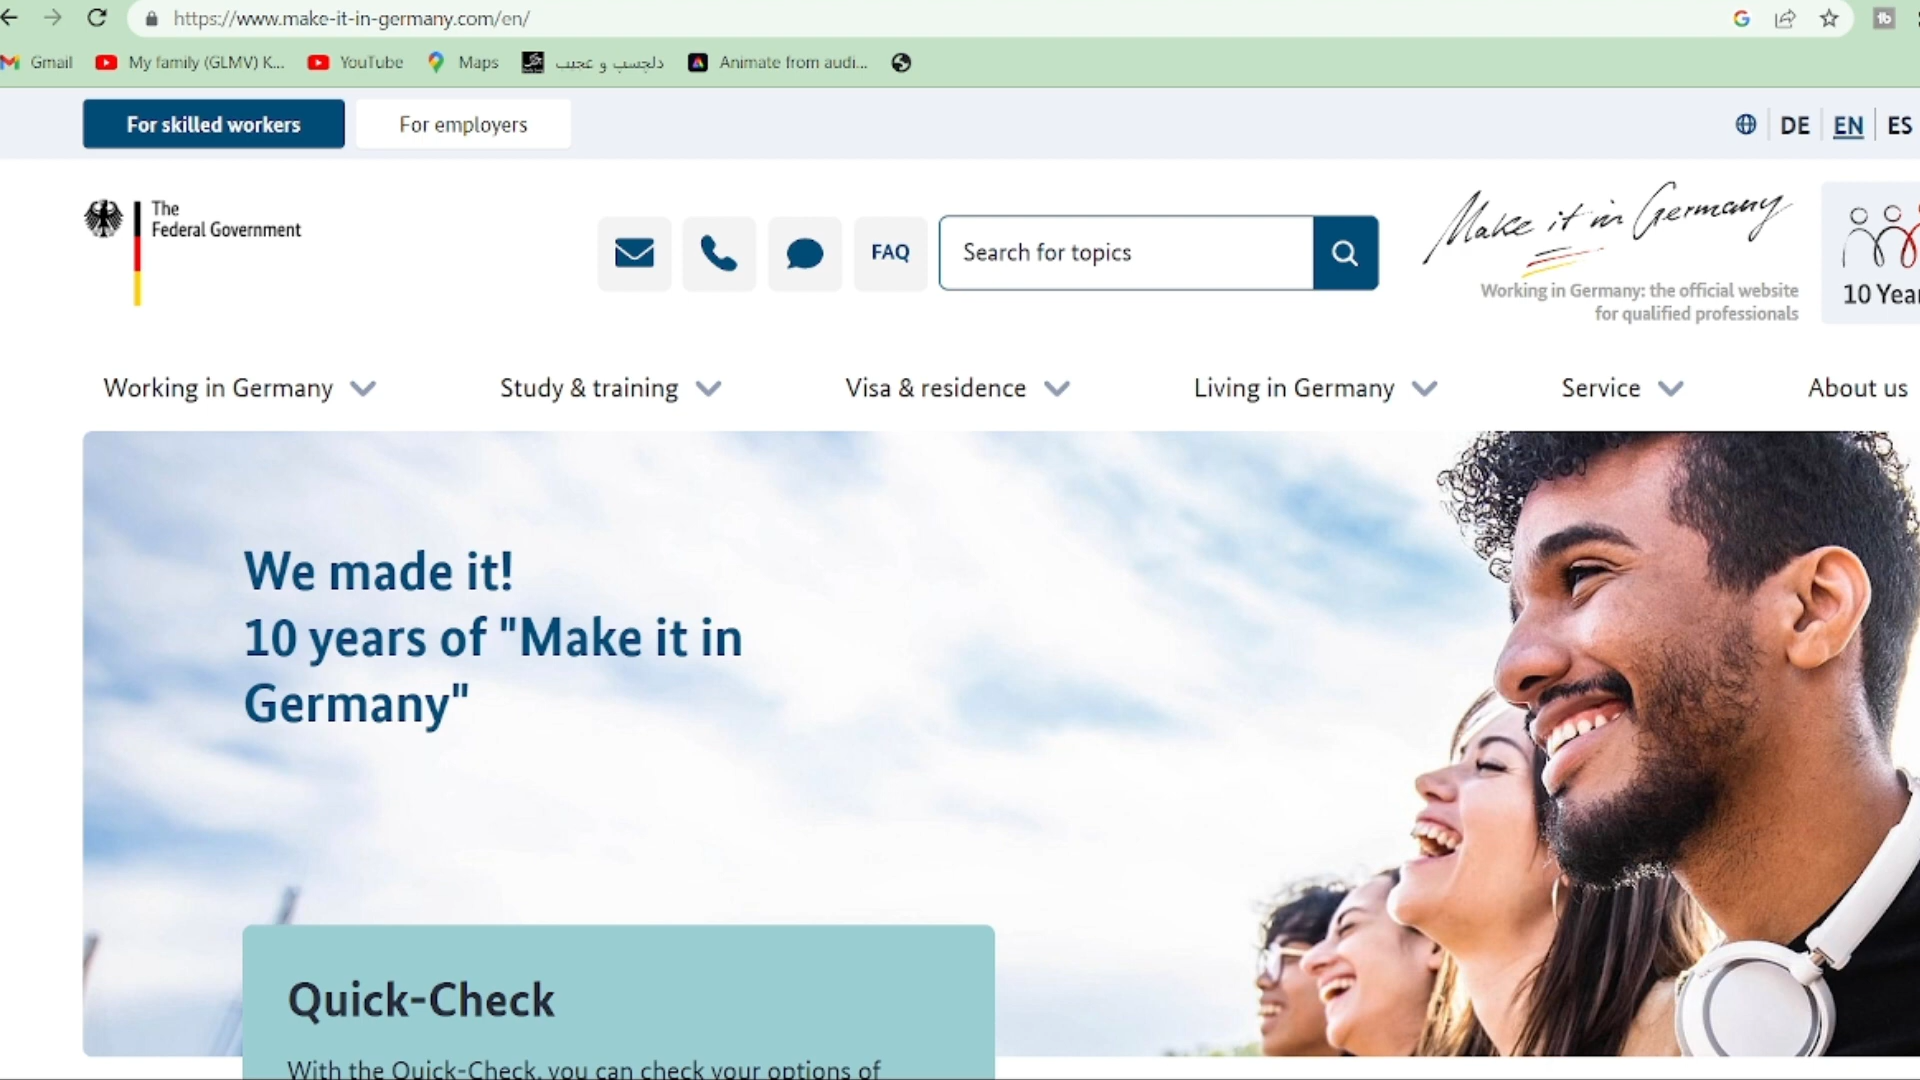 https://www.make-it-in-germany.com/en/
Gmail
My family (GLMV) K...
YouTube
Maps
دلچسپ و عجیب
Animate from audi...
For skilled workers
For employers
DE
EN
ES
The
Federal Government
FAQ
Search for topics
Make it in Germany
Working in Germany: the official website
for qualified professionals
10 Year
Working in Germany
Study & training
Visa & residence
Living in Germany
Service
About us
We made it!
10 years of "Make it in
Germany"
Quick-Check
With the Quick-Check, you can check your options of